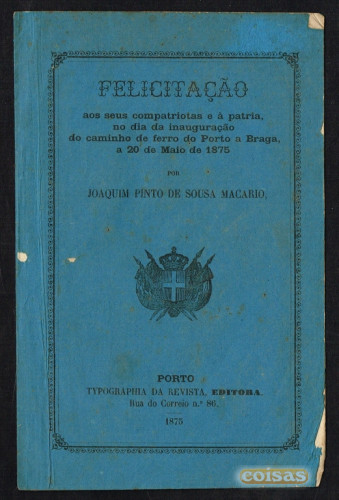 FELICITAÇÃO
aos seus compatriotas e à patria,
no dia da inauguração
do caminho de ferro do Porto a Braga,
a 20 de Maio de 1875
POR
JOAQUIM PINTO DE SOUSA MACARIO,
PORTO
TYPOGRAPHIA DA REVISTA, EDITORA.
Rua do Correio n.º 86.
1875
coisas